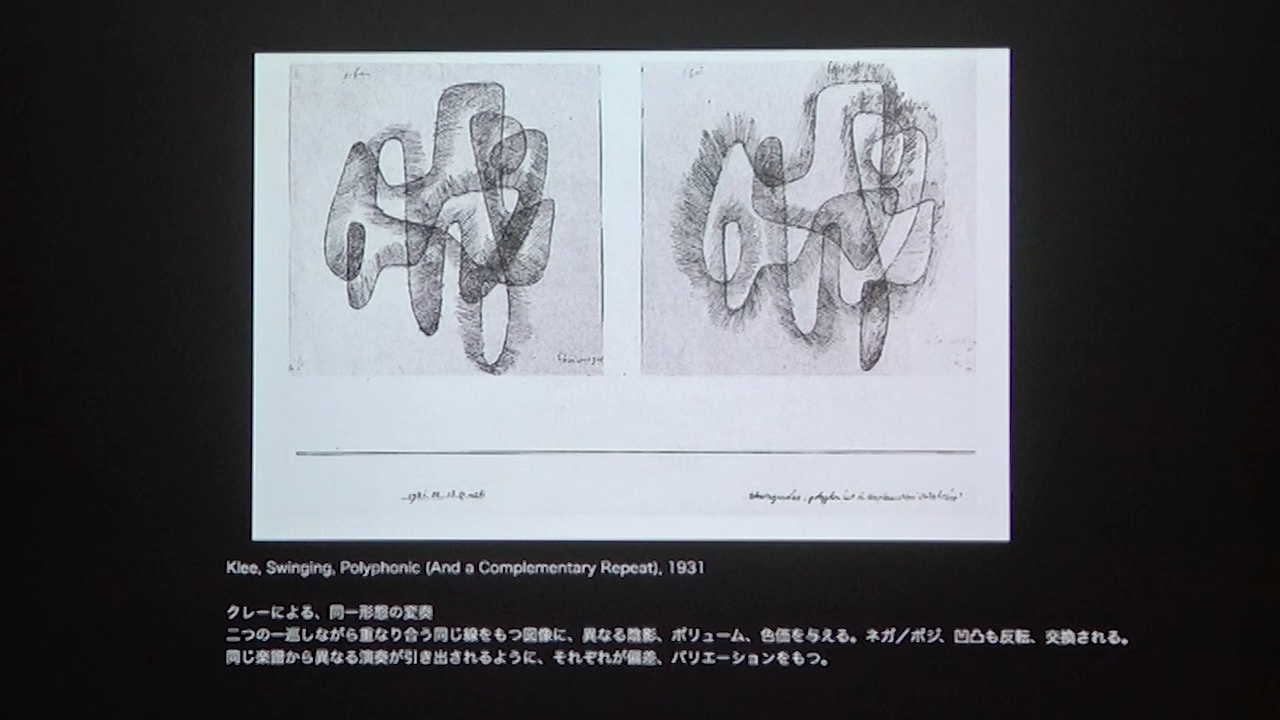 Klee, Swinging, Polyphonic (And a Complementary Repeat), 1931
クレーによる、同一形態の変奏
二つの一巡しながら重なり合う同じ線をもつ図像に、異なる陰影、ボリューム、色価を与える。ネガ／ポジ、凹凸も反転、交換される。
同じ楽譜から異なる演奏が引き出されるように、それぞれが偏差、バリエーションをもつ。